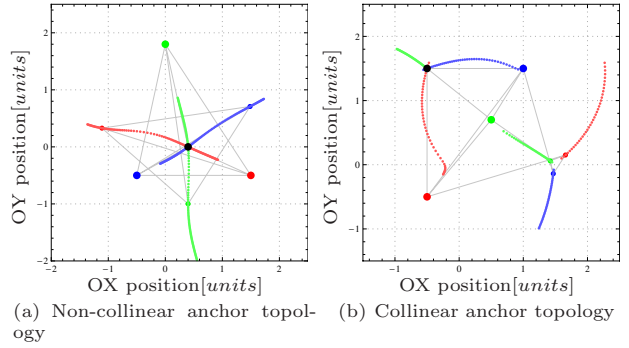 2
1
0
−1
−2
−2
−1
0
1
2
OY position[units]
OX position[units]
(a) Non-collinear anchor topol-
ogy
2
1
0
−1
−1
0
1
2
OY position[units]
OX position[units]
(b) Collinear anchor topology